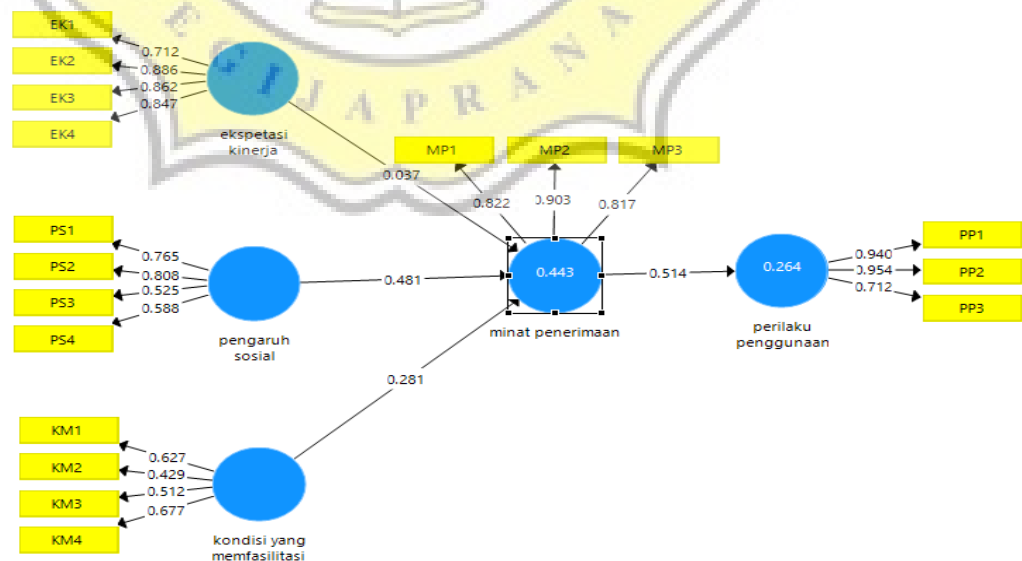 EK1
EK2
EK3
EK4
0.712
0.886
0.862
0.847
ekspetasi
kinerja
JAPRANA
MP1
MP2
MP3
0.037
0.822
0.903
0.817
PS1
PS2
PS3
PS4
0.765
0.808
0.525
0.588
pengaruh
sosial
0.481
0.443
minat penerimaan
0.514
0.264
perilaku
penggunaan
0.940
0.954
0.712
PP1
PP2
PP3
0.281
KM1
KM2
KM3
KM4
0.627
0.429
0.512
0.677
kondisi yang
memfasilitasi